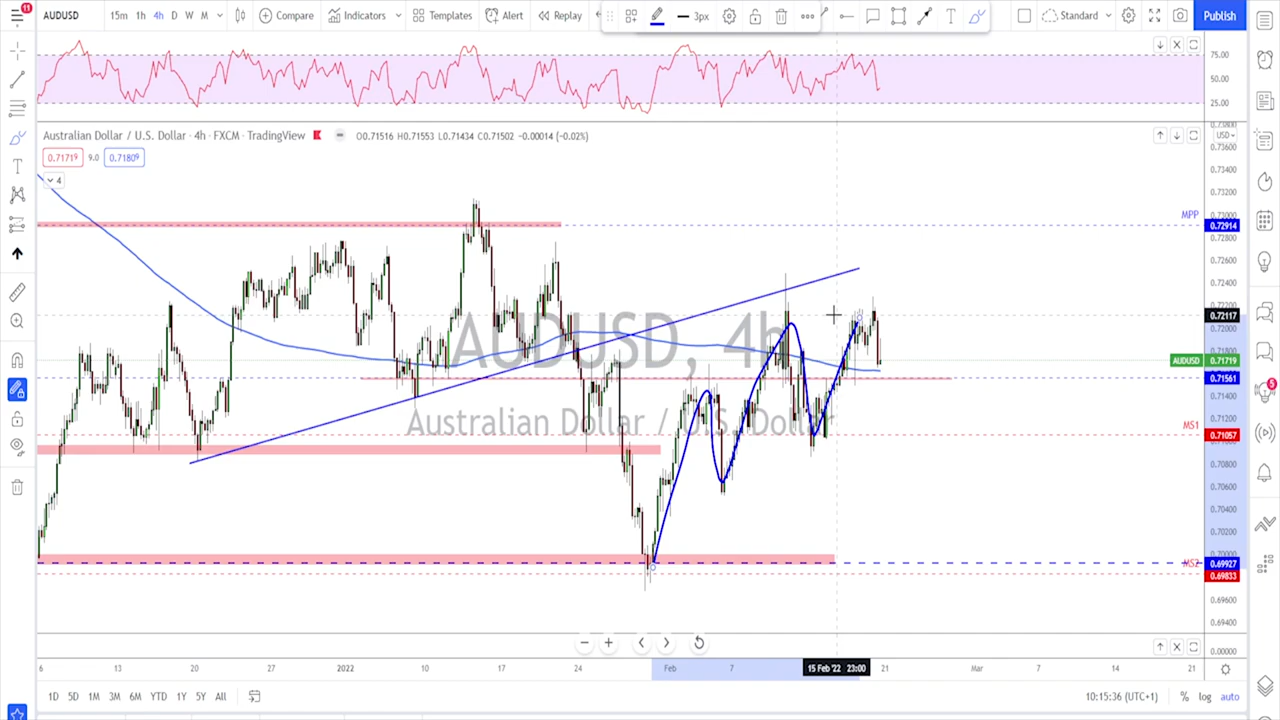 11
AUDUSD 15m 1h 4h D W M Compare Indicators Templates Alert Replay 3px Standard Publish
75.00
50.00
25.00
Australian Dollar / U.S. Dollar · 4h · FXCM · TradingView O0.71516 H0.71553 L0.71434 C0.71502 −0.00014 (−0.02%)
USD
0.71719 9.0 0.71809
4
0.73600
0.73400
0.73200
0.73000
MPP
0.72914
0.72800
0.72600
0.72400
0.72200
0.72117
0.72000
0.71800
AUDUSD 0.71719
0.71561
0.71400
0.71200
MS1
0.71057
0.70800
0.70600
0.70400
0.70200
0.70000
MS2
0.69927
0.69833
0.69600
0.69400
0.00000
AUDUSD, 4h
Australian Dollar / U.S. Dollar
5
6 13 20 27 2022 10 17 24 Feb 7 15 Feb '22 23:00 21 Mar 7 14 21
1D 5D 1M 3M 6M YTD 1Y 5Y All 10:15:36 (UTC+1) % log auto